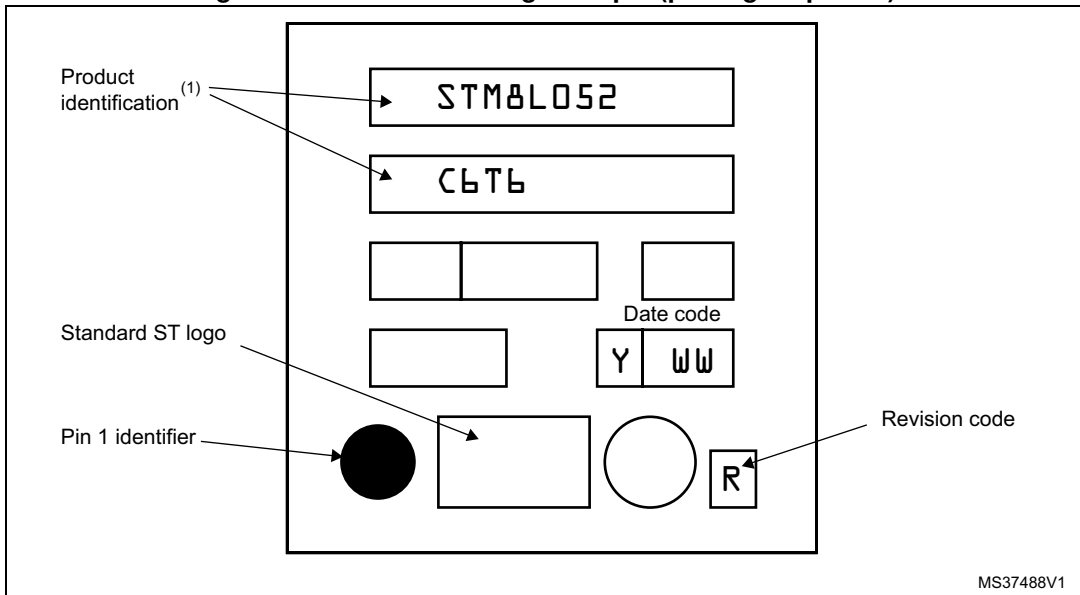 Product
identification (1)
STM8L052
C6T6
Date code
Standard ST logo
Y WW
Pin 1 identifier
Revision code
R
MS37488V1